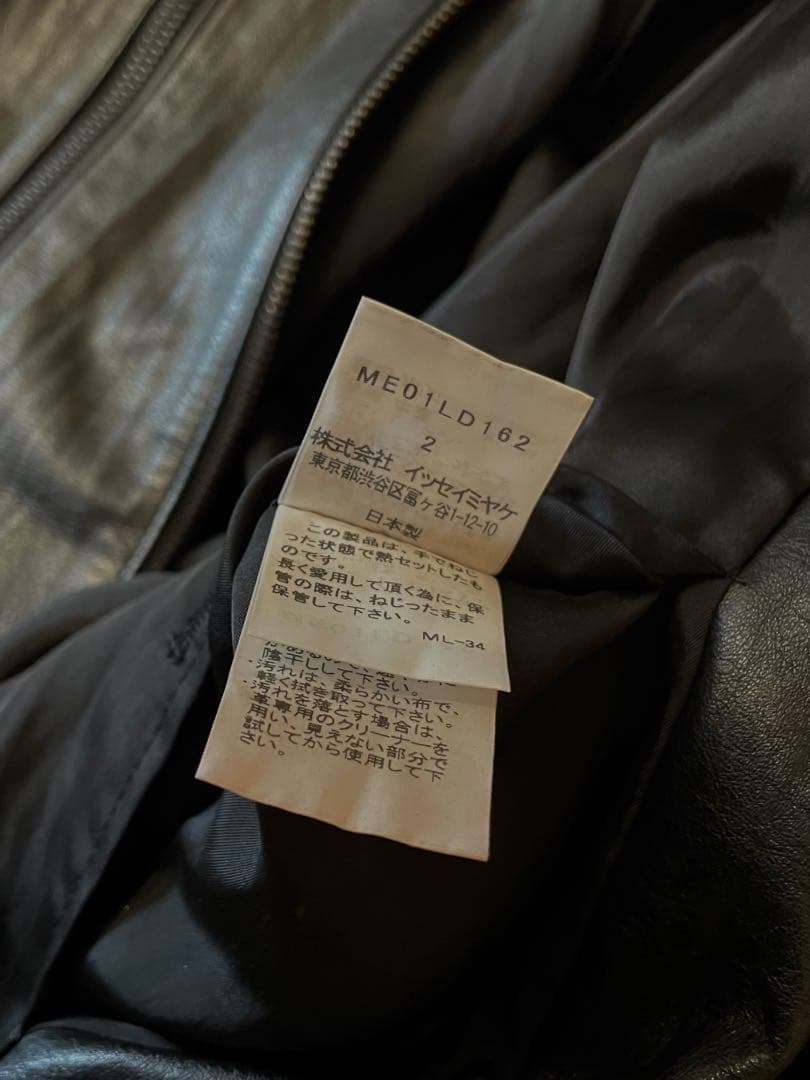 ME01LD162
2
株式会社 イッセイミヤケ
東京都渋谷区富ヶ谷1-12-10
日本製
この製品は、手でねじ
った状態で熱セットしたも
のです。
長く愛用して頂く為に、保
管の際は、ねじったまま
保管して下さい。
ML-34
陰干しして下さい。
・汚れは、柔らかい布で、
軽く拭き取って下さい。
・汚れを落とす場合は、
革専用のクリーナーを
用い、見えない部分で
試してから使用して下
さい。